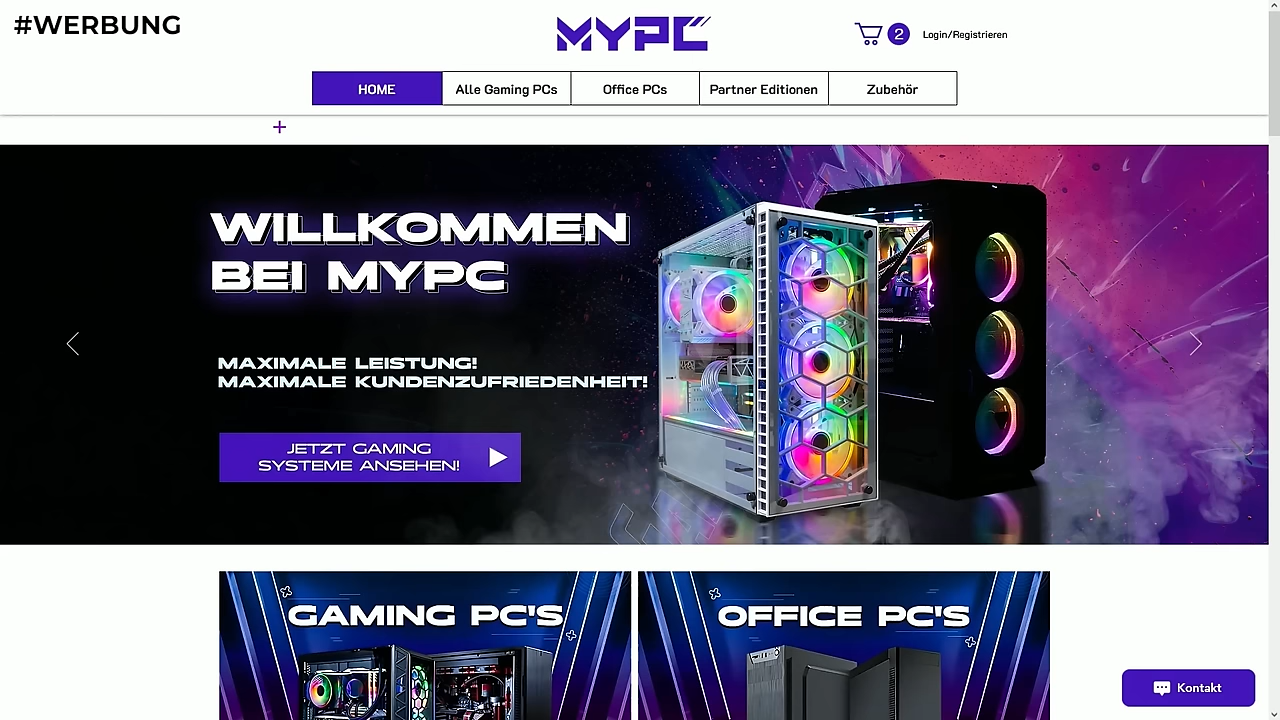 #WERBUNG
MYPC
2
Login/Registrieren
HOME
Alle Gaming PCs
Office PCs
Partner Editionen
Zubehör
WILLKOMMEN
BEI MYPC
MAXIMALE LEISTUNG!
MAXIMALE KUNDENZUFRIEDENHEIT!
JETZT GAMING
SYSTEME ANSEHEN!
GAMING PC'S
OFFICE PC'S
Kontakt